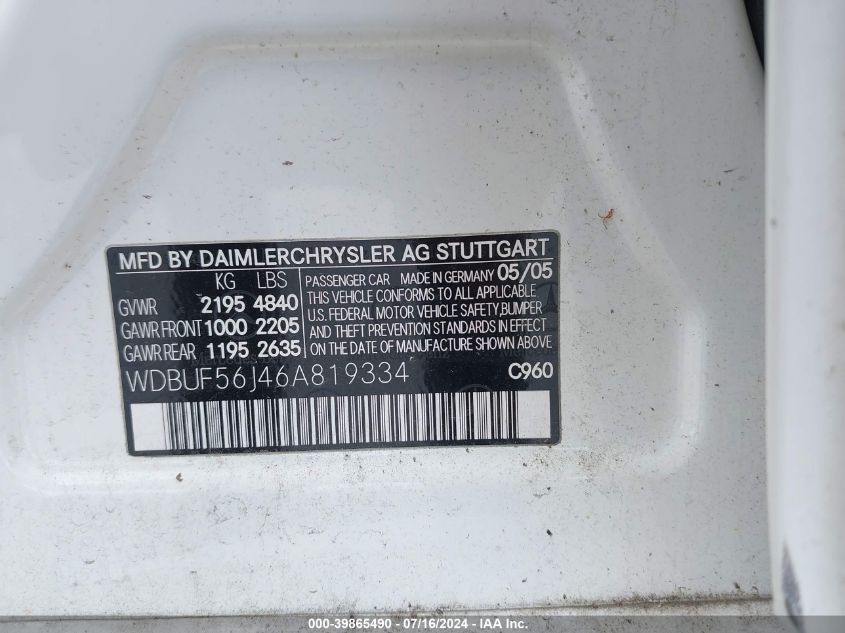 MFD BY DAIMLERCHRYSLER AG STUTTGART
KG LBS
GVWR 2195 4840
GAWR FRONT 1000 2205
GAWR REAR 1195 2635
PASSENGER CAR MADE IN GERMANY 05/05
THIS VEHICLE CONFORMS TO ALL APPLICABLE
U.S. FEDERAL MOTOR VEHICLE SAFETY,BUMPER
AND THEFT PREVENTION STANDARDS IN EFFECT
ON THE DATE OF MANUFACTURE SHOWN ABOVE
WDBUF56J46A819334 C960
000-39865490 - 07/16/2024 - IAA, Inc.